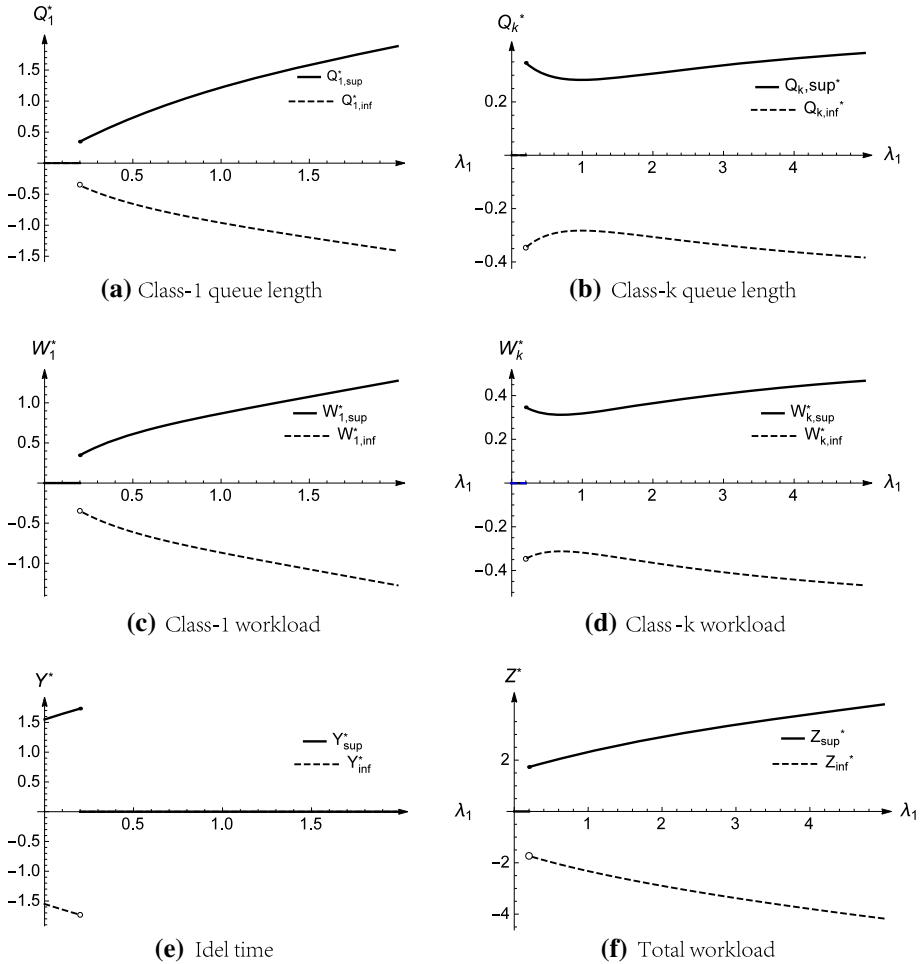 Q*1
1.5
1.0
0.5
−0.5
−1.0
−1.5
0.5 1.0 1.5 λ1
Q*1,sup
Q*1,inf
(a) Class-1 queue length
Qk*
0.2
−0.2
−0.4
1 2 3 4 λ1
Qk,sup*
Qk,inf*
(b) Class-k queue length
W*1
1.0
0.5
−0.5
−1.0
0.5 1.0 1.5 λ1
W*1,sup
W*1,inf
(c) Class-1 workload
W*k
0.4
0.2
−0.2
−0.4
1 2 3 4 λ1
W*k,sup
W*k,inf
(d) Class-k workload
Y*
1.5
1.0
0.5
−0.5
−1.0
−1.5
0.5 1.0 1.5 λ1
Y*sup
Y*inf
(e) Idel time
Z*
2
−2
−4
1 2 3 4 λ1
Zsup*
Zinf*
(f) Total workload